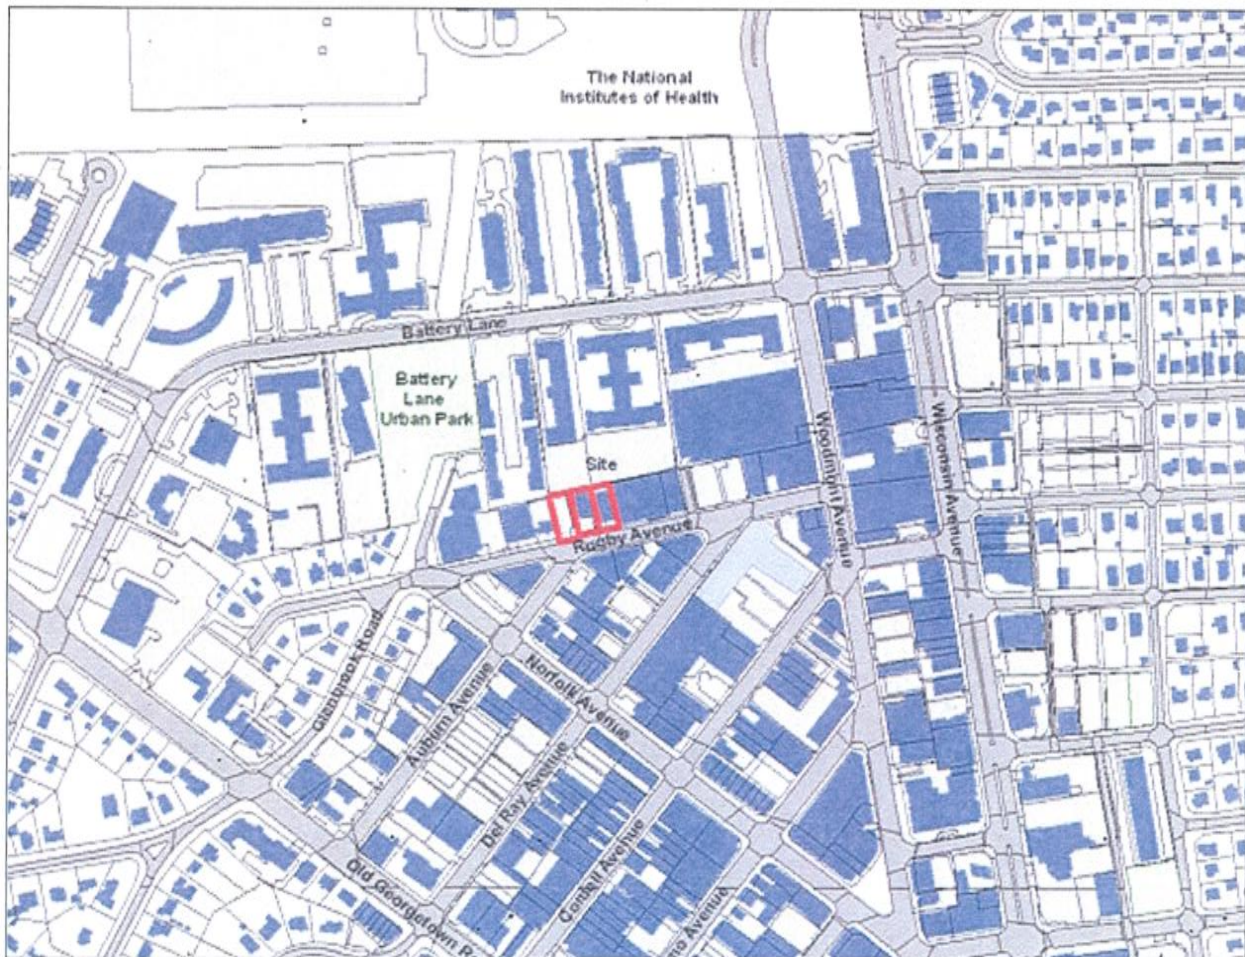 The National
Institutes of Health
Battery Lane
Battery
Lane
Urban Park
Site
Rugby Avenue
Woodmont Avenue
Wisconsin Avenue
Glenbrook Road
Auburn Avenue
Norfolk Avenue
Del Ray Avenue
Cordell Avenue
Old Georgetown R
Avenue